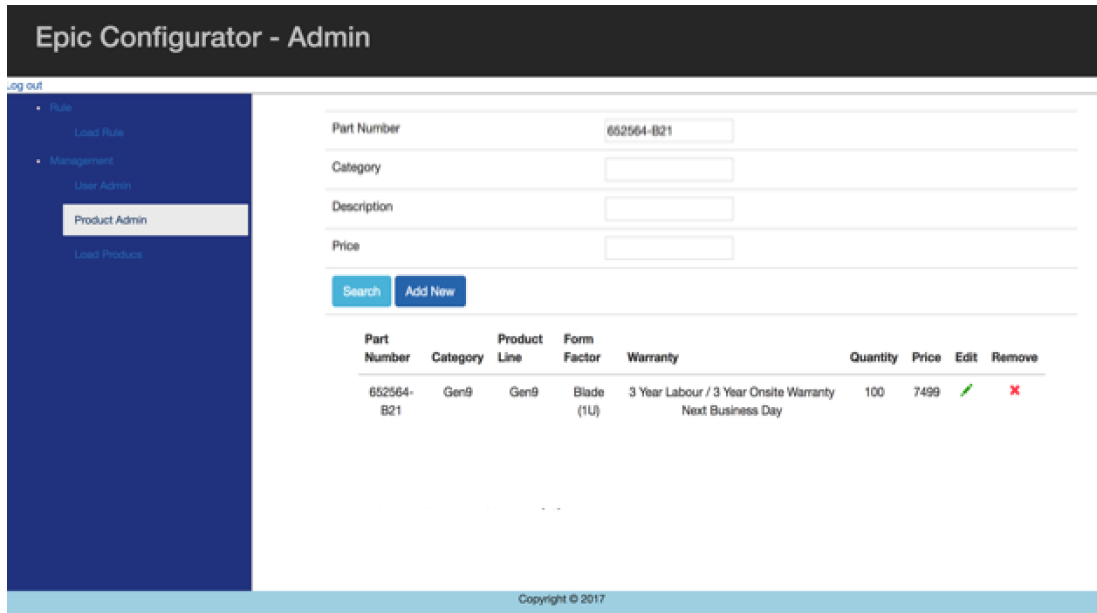 Epic Configurator - Admin
Log out
Rule
Load Rule
Management
User Admin
Product Admin
Load Producs
Part Number 652564-B21
Category
Description
Price
Search Add New
Part Number Category Product Line Form Factor Warranty Quantity Price Edit Remove
652564-B21 Gen9 Gen9 Blade (1U) 3 Year Labour / 3 Year Onsite Warranty Next Business Day 100 7499
Copyright © 2017